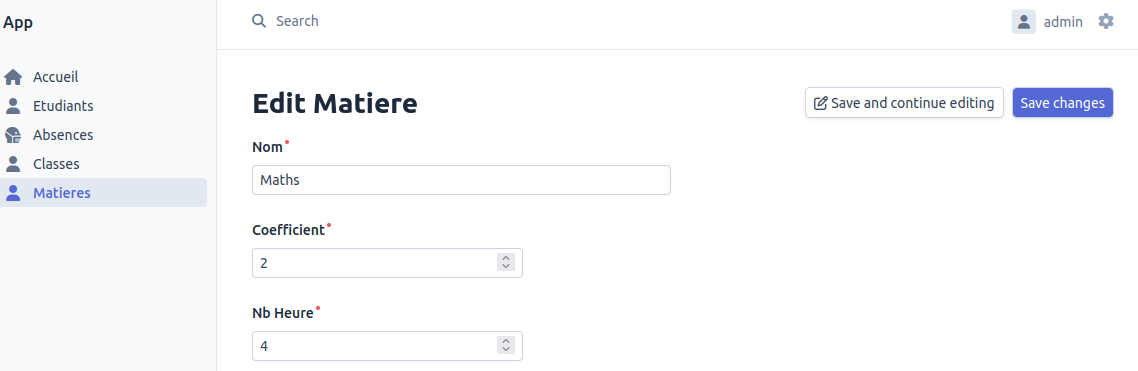 App
Search
admin
Accueil
Etudiants
Absences
Classes
Matieres
Edit Matiere
Save and continue editing
Save changes
Nom
Maths
Coefficient
2
Nb Heure
4